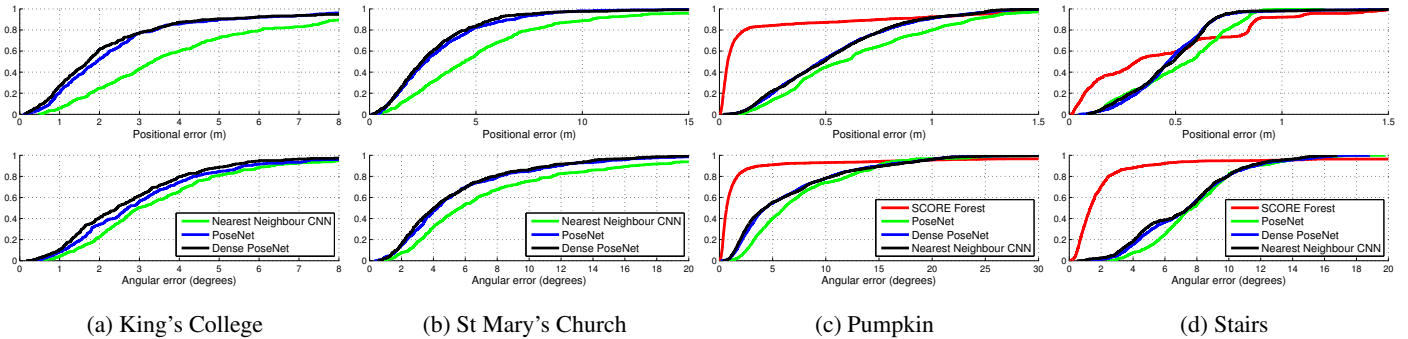 1
0.8
0.6
0.4
0.2
0
0 1 2 3 4 5 6 7 8
Positional error (m)
1
0.8
0.6
0.4
0.2
0
0 5 10 15
Positional error (m)
1
0.8
0.6
0.4
0.2
0
0 0.5 1 1.5
Positional error (m)
1
0.8
0.6
0.4
0.2
0
0 0.5 1 1.5
Positional error (m)
1
0.8
0.6
0.4
0.2
0
0 1 2 3 4 5 6 7 8
Angular error (degrees)
Nearest Neighbour CNN
PoseNet
Dense PoseNet
1
0.8
0.6
0.4
0.2
0
0 2 4 6 8 10 12 14 16 18 20
Angular error (degrees)
Nearest Neighbour CNN
PoseNet
Dense PoseNet
1
0.8
0.6
0.4
0.2
0
0 5 10 15 20 25 30
Angular error (degrees)
SCORE Forest
PoseNet
Dense PoseNet
Nearest Neighbour CNN
1
0.8
0.6
0.4
0.2
0
0 2 4 6 8 10 12 14 16 18 20
Angular error (degrees)
SCORE Forest
PoseNet
Dense PoseNet
Nearest Neighbour CNN
(a) King's College
(b) St Mary's Church
(c) Pumpkin
(d) Stairs